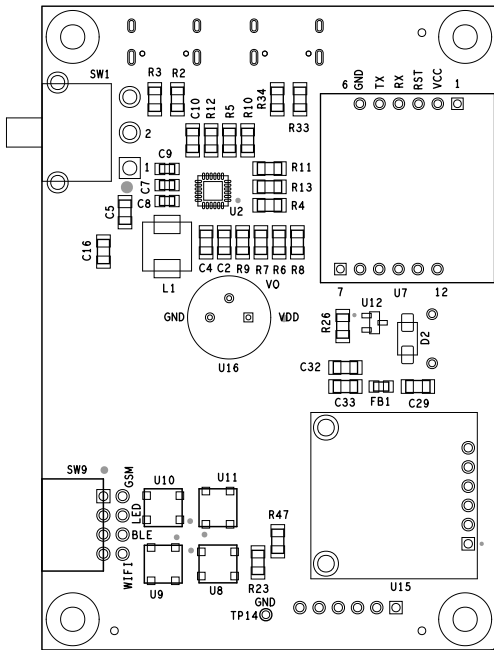 SW1
R3
R2
2
1
C10
R12
R5
R10
R34
R33
6
GND
TX
RX
RST
VCC
1
C9
C7
C8
C5
U2
R11
R13
R4
C16
L1
C4
C2
R9
R7
R6
R8
VO
GND
VDD
U16
7
U7
12
U12
R26
D2
C32
C33
FB1
C29
SW9
GSM
LED
BLE
WIFI
U10
U11
U9
U8
R47
R23
GND
TP14
U15